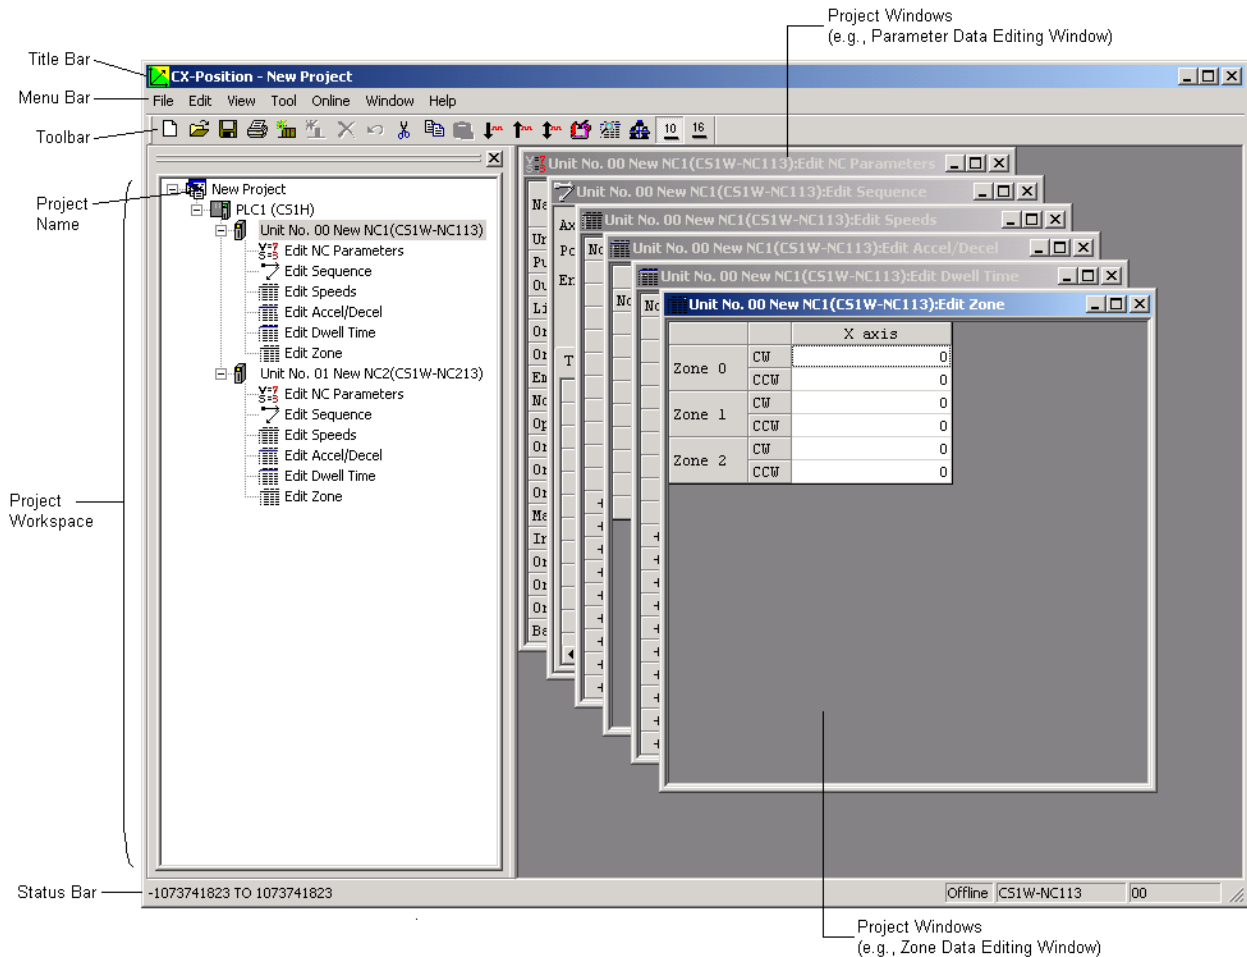 Project Windows
(e.g., Parameter Data Editing Window)
Title Bar
CX-Position - New Project
Menu Bar
File Edit View Tool Online Window Help
Toolbar
10 16
Unit No. 00 New NC1(CS1W-NC113):Edit NC Parameters
Unit No. 00 New NC1(CS1W-NC113):Edit Sequence
Unit No. 00 New NC1(CS1W-NC113):Edit Speeds
Unit No. 00 New NC1(CS1W-NC113):Edit Accel/Decel
Unit No. 00 New NC1(CS1W-NC113):Edit Dwell Time
Unit No. 00 New NC1(CS1W-NC113):Edit Zone
Project
Name
New Project
PLC1 (CS1H)
Unit No. 00 New NC1(CS1W-NC113)
Edit NC Parameters
Edit Sequence
Edit Speeds
Edit Accel/Decel
Edit Dwell Time
Edit Zone
Unit No. 01 New NC2(CS1W-NC213)
Edit NC Parameters
Edit Sequence
Edit Speeds
Edit Accel/Decel
Edit Dwell Time
Edit Zone
X axis
Zone 0 CW 0
CCW 0
Zone 1 CW 0
CCW 0
Zone 2 CW 0
CCW 0
Project
Workspace
Status Bar
-1073741823 TO 1073741823
Offline CS1W-NC113 00
Project Windows
(e.g., Zone Data Editing Window)